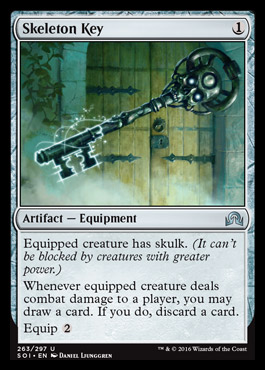 Skeleton Key 1
Artifact — Equipment
Equipped creature has skulk. (It can't
be blocked by creatures with greater
power.)
Whenever equipped creature deals
combat damage to a player, you may
draw a card. If you do, discard a card.
Equip 2
263/297 U
SOI • EN Daniel Ljunggren
™ & © 2016 Wizards of the Coast